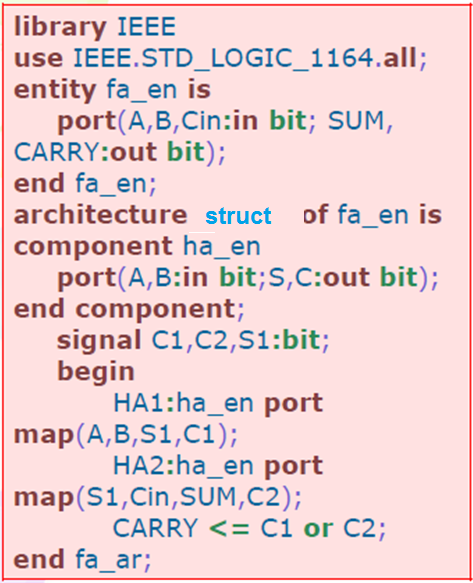 library IEEE
use IEEE.STD_LOGIC_1164.all;
entity fa_en is
port(A,B,Cin:in bit; SUM,
CARRY:out bit);
end fa_en;
architecture struct of fa_en is
component ha_en
port(A,B:in bit;S,C:out bit);
end component;
signal C1,C2,S1:bit;
begin
HA1:ha_en port
map(A,B,S1,C1);
HA2:ha_en port
map(S1,Cin,SUM,C2);
CARRY <= C1 or C2;
end fa_ar;